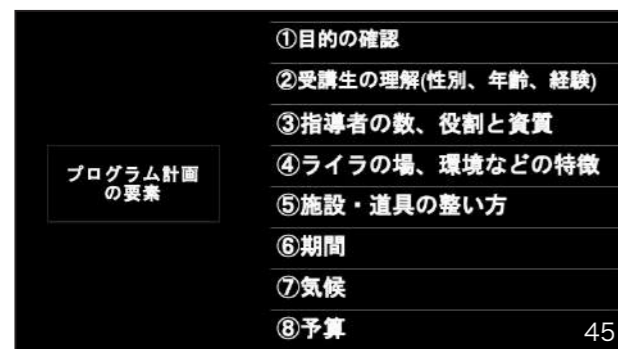 プログラム計画
の要素
①目的の確認
②受講生の理解(性別、年齢、経験)
③指導者の数、役割と資質
④ライラの場、環境などの特徴
⑤施設・道具の整い方
⑥期間
⑦気候
⑧予算
45